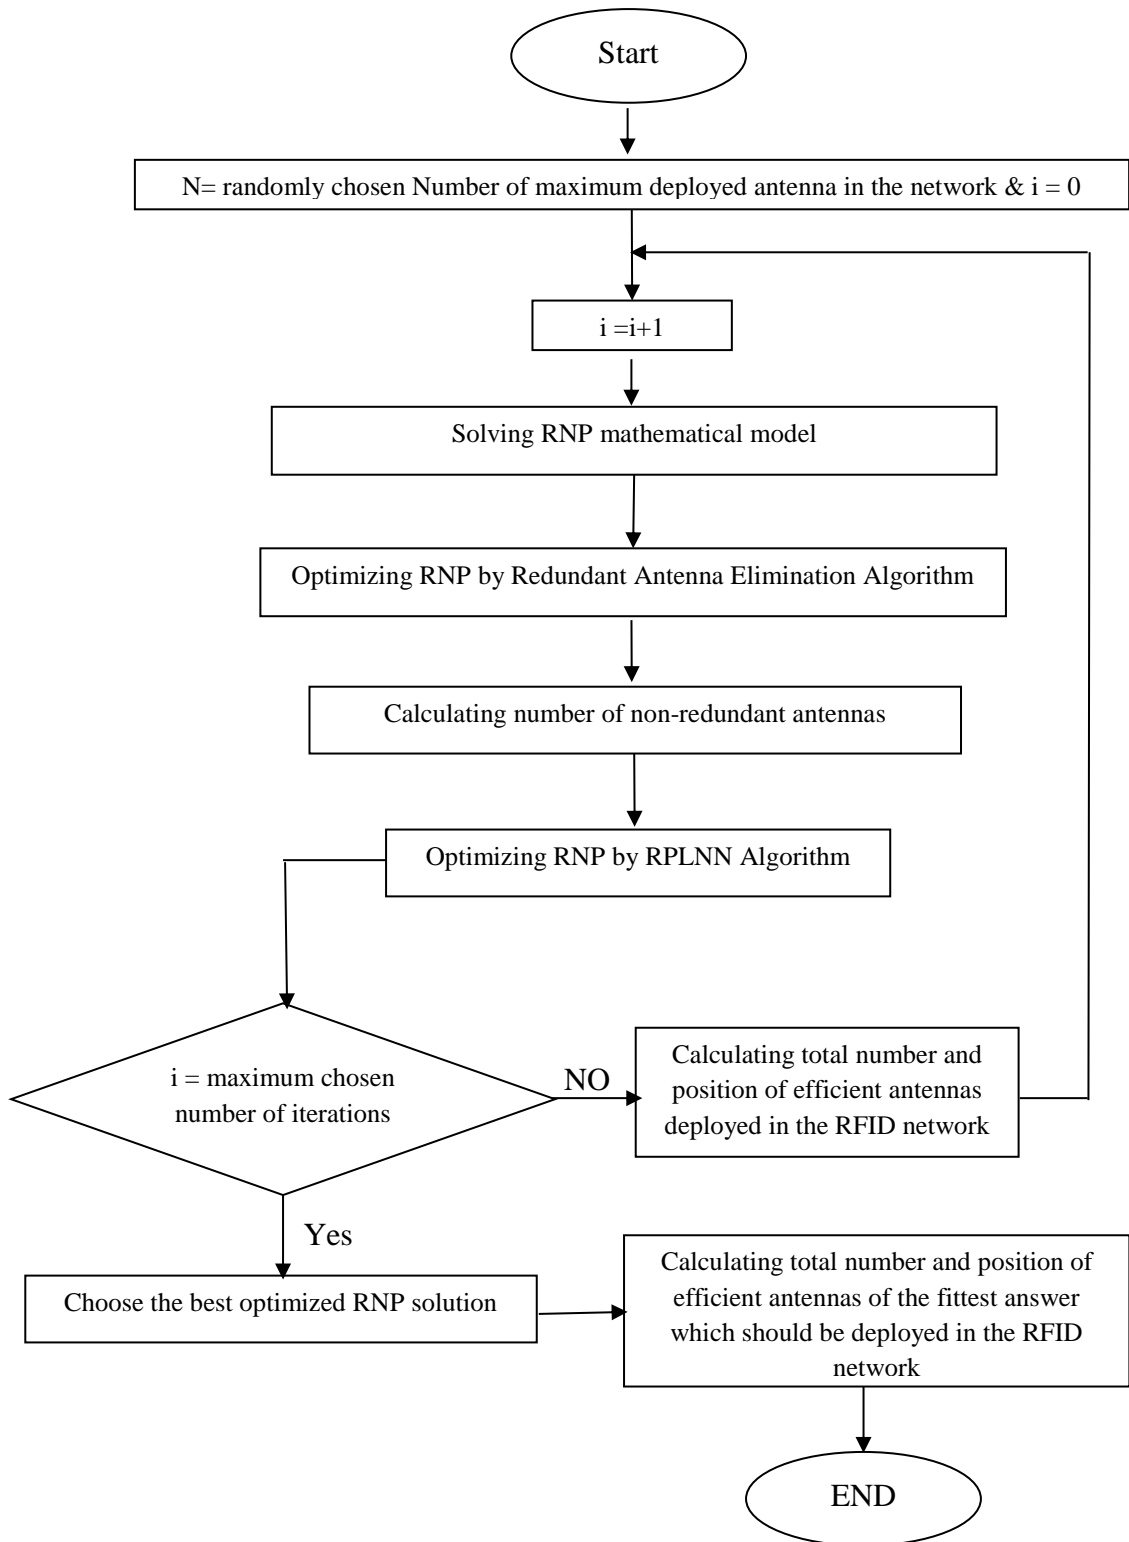 Start
N= randomly chosen Number of maximum deployed antenna in the network & i = 0
i =i+1
Solving RNP mathematical model
Optimizing RNP by Redundant Antenna Elimination Algorithm
Calculating number of non-redundant antennas
Optimizing RNP by RPLNN Algorithm
i = maximum chosen
number of iterations
NO
Calculating total number and
position of efficient antennas
deployed in the RFID network
Yes
Choose the best optimized RNP solution
Calculating total number and position of
efficient antennas of the fittest answer
which should be deployed in the RFID
network
END